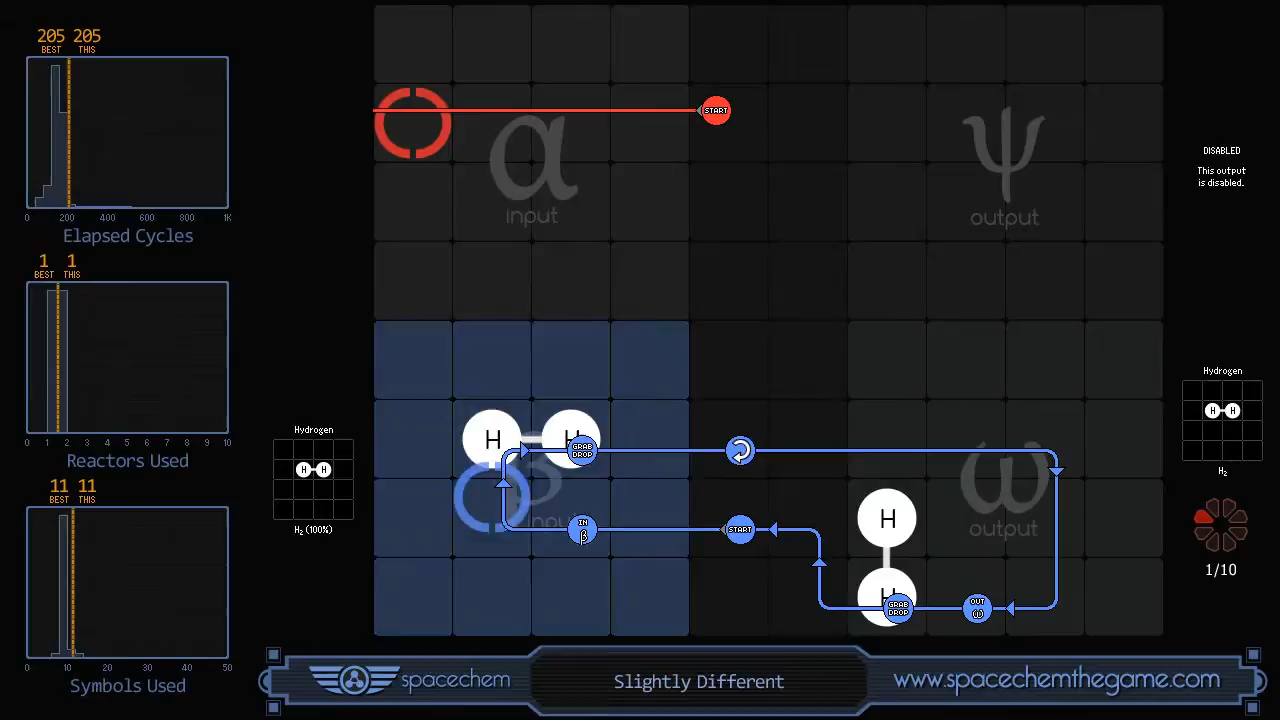 205 205
BEST THIS
0 200 400 600 800 1K
Elapsed Cycles
1 1
BEST THIS
0 1 2 3 4 5 6 7 8 9 10
Reactors Used
11 11
BEST THIS
0 10 20 30 40 50
Symbols Used
START
α
input
ψ
output
DISABLED
This output
is disabled.
Hydrogen
H H
H₂ (100%)
H H
GRAB
DROP
input
IN
β
START
H
H
GRAB
DROP
OUT
ω
ω
output
Hydrogen
H H
H₂
1/10
spacechem
Slightly Different
www.spacechemthegame.com